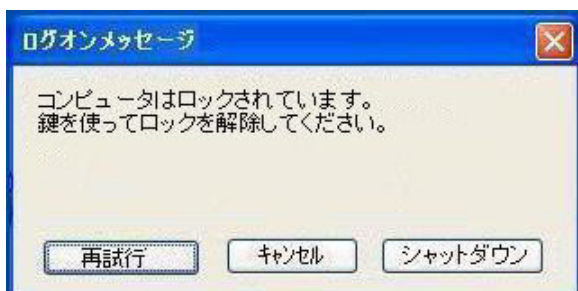 ログオンメッセージ
コンピュータはロックされています。
鍵を使ってロックを解除してください。
再試行
キャンセル
シャットダウン